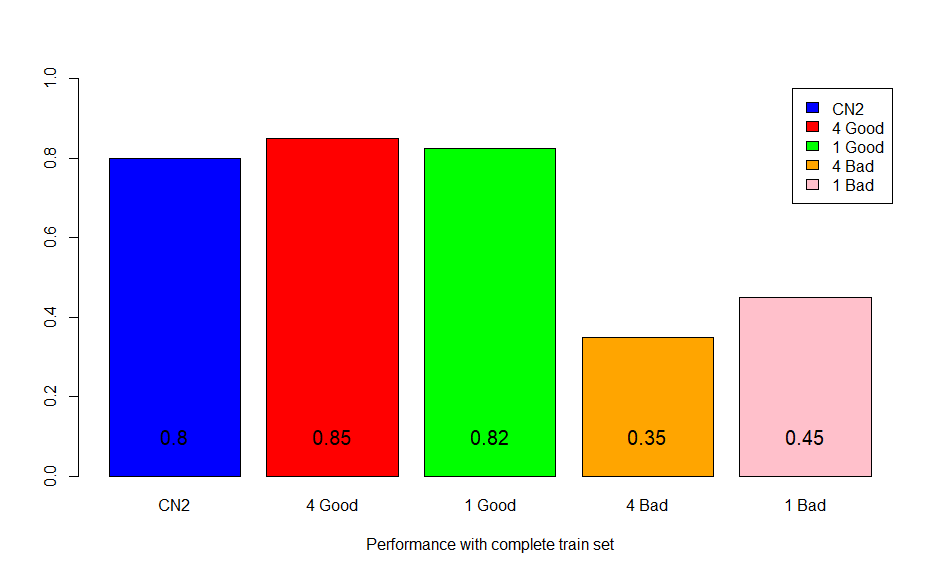 1.0
0.8
0.6
0.4
0.2
0.0
CN2
4 Good
1 Good
4 Bad
1 Bad
0.8 0.85 0.82 0.35 0.45
CN2 4 Good 1 Good 4 Bad 1 Bad
Performance with complete train set